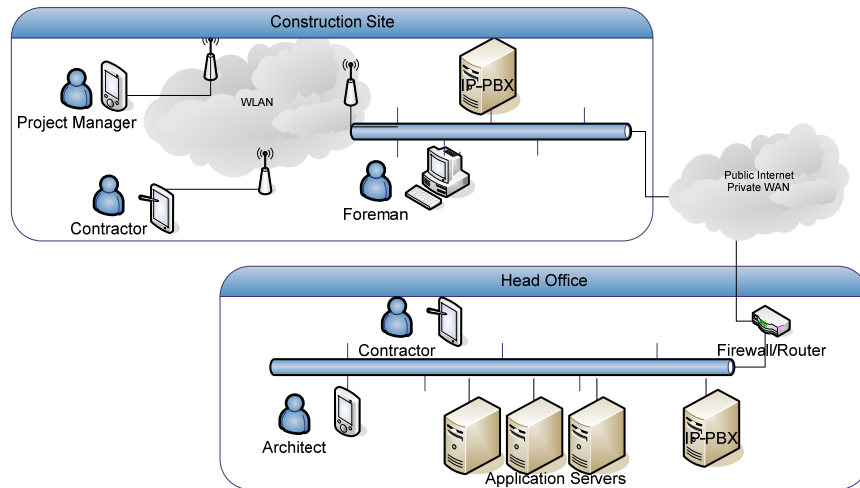 Construction Site
IP-PBX
WLAN
Project Manager
Public Internet
Private WAN
Foreman
Contractor
Head Office
Contractor
Firewall/Router
Architect
IP-PBX
Application Servers